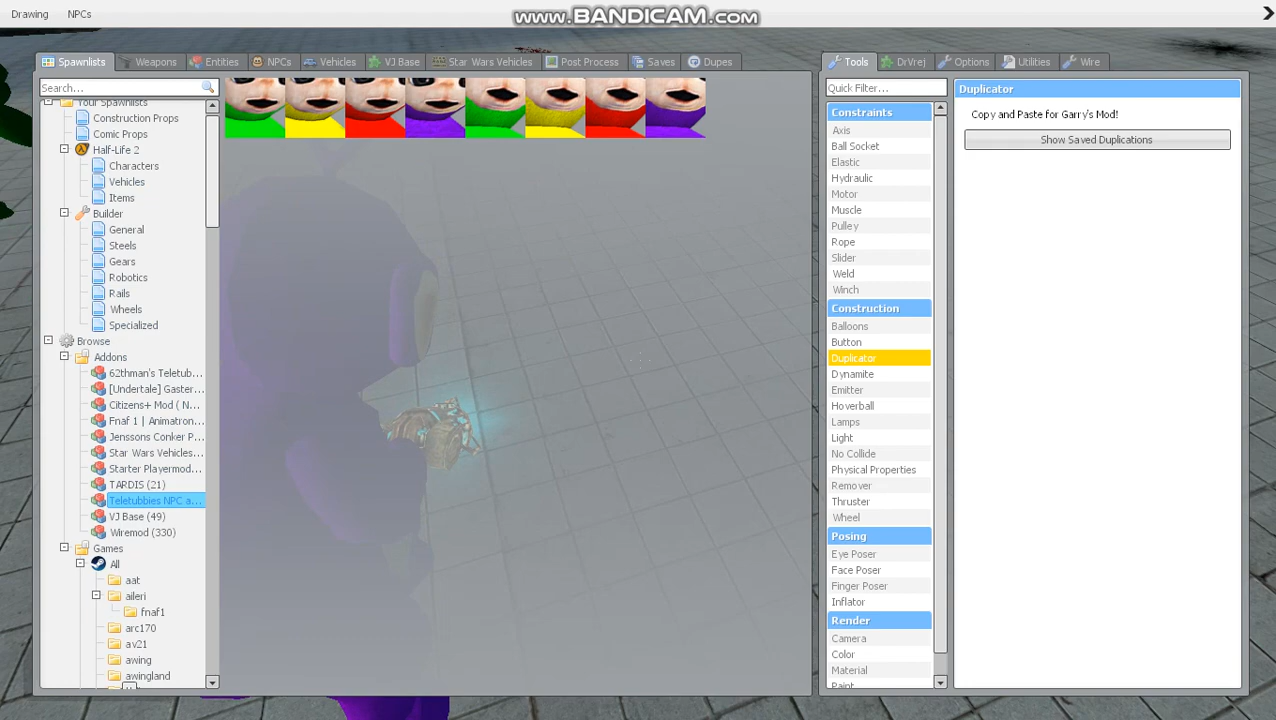 Drawing
NPCs
www.BANDICAM.com
Spawnlists
Weapons
Entities
NPCs
Vehicles
VJ Base
Star Wars Vehicles
Post Process
Saves
Dupes
Search...
Your Spawnlists
Construction Props
Comic Props
Half-Life 2
Characters
Vehicles
Items
Builder
General
Steels
Gears
Robotics
Rails
Wheels
Specialized
Browse
Addons
62thman's Teletub...
[Undertale] Gaster...
Citizens+ Mod ( N...
Fnaf 1 | Animatron...
Jenssons Conker P...
Star Wars Vehicles...
Starter Playermod...
TARDIS (21)
Teletubbies NPC a...
VJ Base (49)
Wiremod (330)
Games
All
aat
aileri
fnaf1
arc170
av21
awing
awingland
Tools
DrVrej
Options
Utilities
Wire
Quick Filter...
Constraints
Axis
Ball Socket
Elastic
Hydraulic
Motor
Muscle
Pulley
Rope
Slider
Weld
Winch
Construction
Balloons
Button
Duplicator
Dynamite
Emitter
Hoverball
Lamps
Light
No Collide
Physical Properties
Remover
Thruster
Wheel
Posing
Eye Poser
Face Poser
Finger Poser
Inflator
Render
Camera
Color
Material
Paint
Duplicator
Copy and Paste for Garry's Mod!
Show Saved Duplications